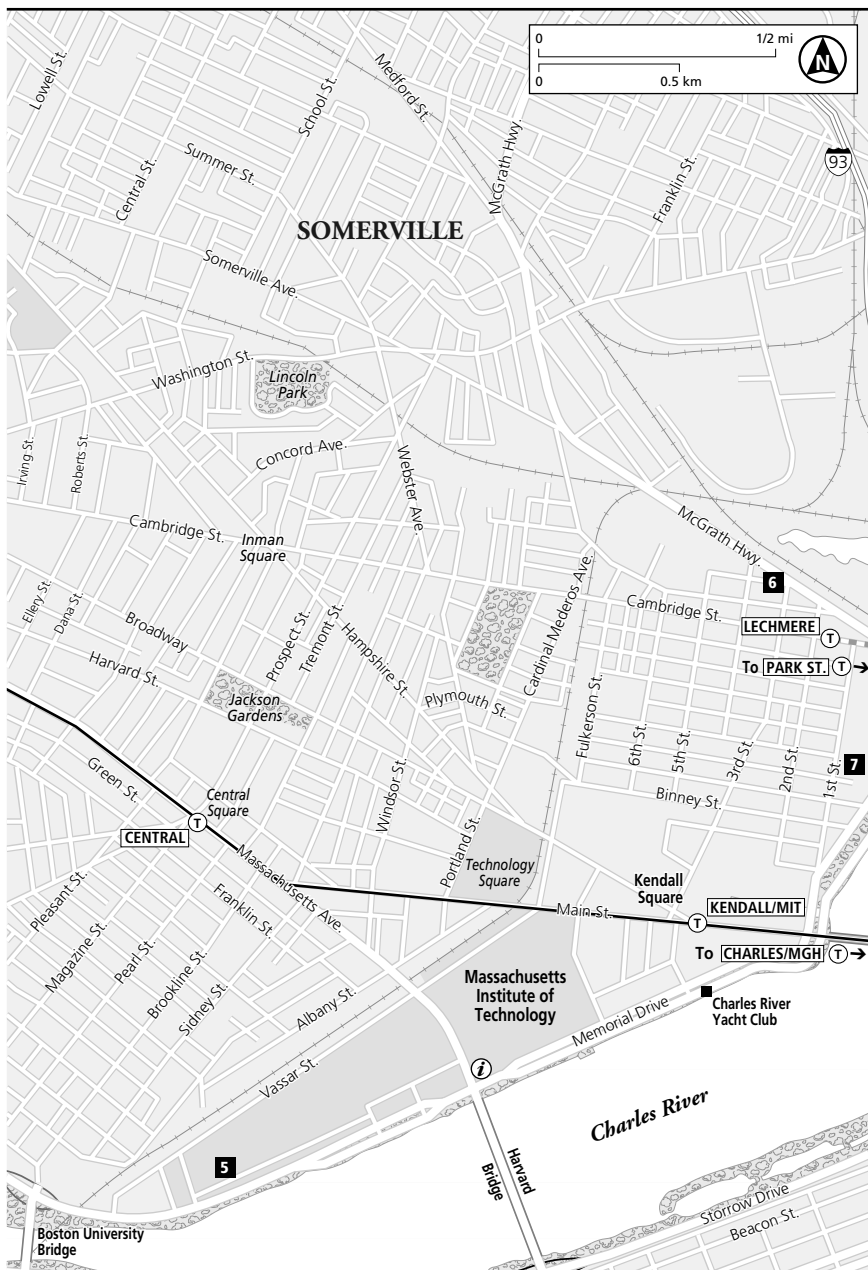 0
1/2 mi
0
0.5 km
N
93
Lowell St.
School St.
Medford St.
McGrath Hwy.
Central St.
Summer St.
Franklin St.
SOMERVILLE
Somerville Ave.
Washington St.
Lincoln
Park
Irving St.
Roberts St.
Concord Ave.
Webster Ave.
Cambridge St.
Inman
Square
McGrath Hwy.
6
Ellery St.
Dana St.
Broadway
Prospect St.
Tremont St.
Hampshire St.
Cardinal Mederos Ave.
Cambridge St.
LECHMERE
T
To PARK ST. T
Harvard St.
Jackson
Gardens
Plymouth St.
Fulkerson St.
6th St.
5th St.
3rd St.
2nd St.
1st St.
7
Green St.
Central
Square
Windsor St.
Binney St.
CENTRAL
T
Portland St.
Technology
Square
Kendall
Square
Massachusetts Ave.
Main St.
KENDALL/MIT
T
To CHARLES/MGH T
Pleasant St.
Franklin St.
Magazine St.
Pearl St.
Brookline St.
Sidney St.
Albany St.
Massachusetts
Institute of
Technology
Memorial Drive
Charles River
Yacht Club
Vassar St.
i
Charles River
5
Harvard
Bridge
Boston University
Bridge
Storrow Drive
Beacon St.